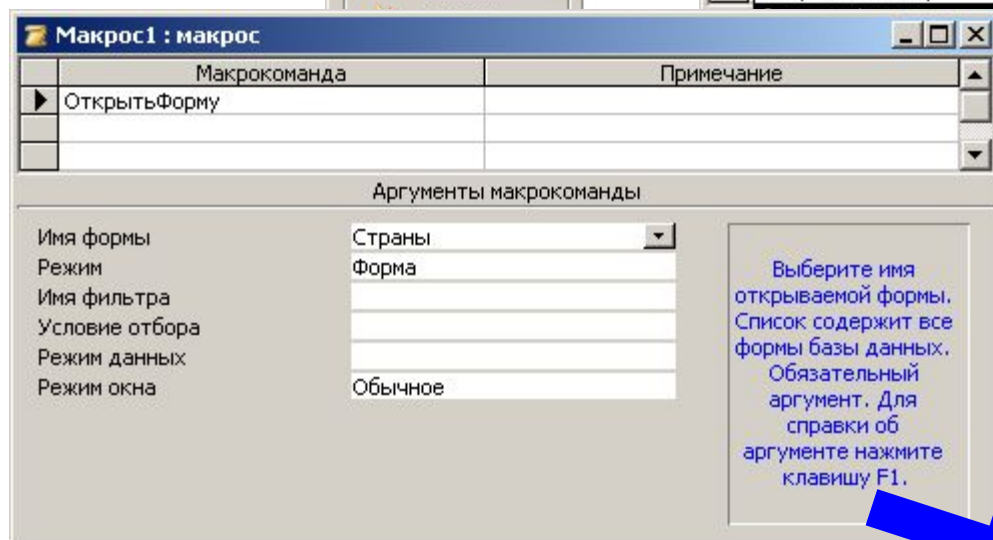 Макрос1 : макрос
Макрокоманда Примечание
ОткрытьФорму
Аргументы макрокоманды
Имя формы Страны
Режим Форма
Имя фильтра
Условие отбора
Режим данных
Режим окна Обычное
Выберите имя
открываемой формы.
Список содержит все
формы базы данных.
Обязательный
аргумент. Для
справки об
аргументе нажмите
клавишу F1.